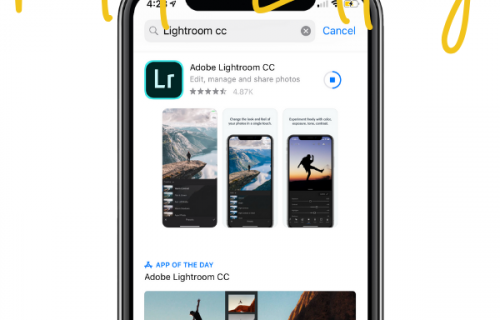 4:23
Lightroom cc
Cancel
Lr
Adobe Lightroom CC
Edit, manage and share photos
4.87K
Change the look and feel of
your photos in a single touch.
Experiment freely with color,
exposure, tone, contrast.
APP OF THE DAY
Adobe Lightroom CC